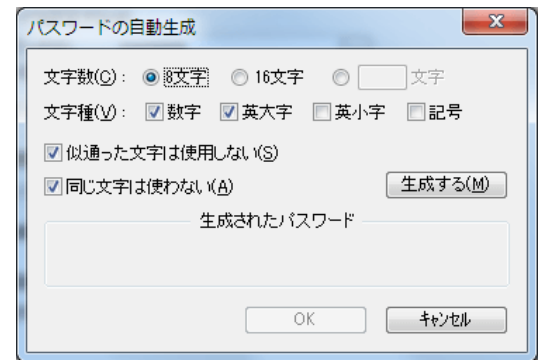 パスワードの自動生成
文字数(C): 8文字 16文字 文字
文字種(V): 数字 英大字 英小字 記号
似通った文字は使用しない(S)
同じ文字は使わない(A) 生成する(M)
生成されたパスワード
OK キャンセル